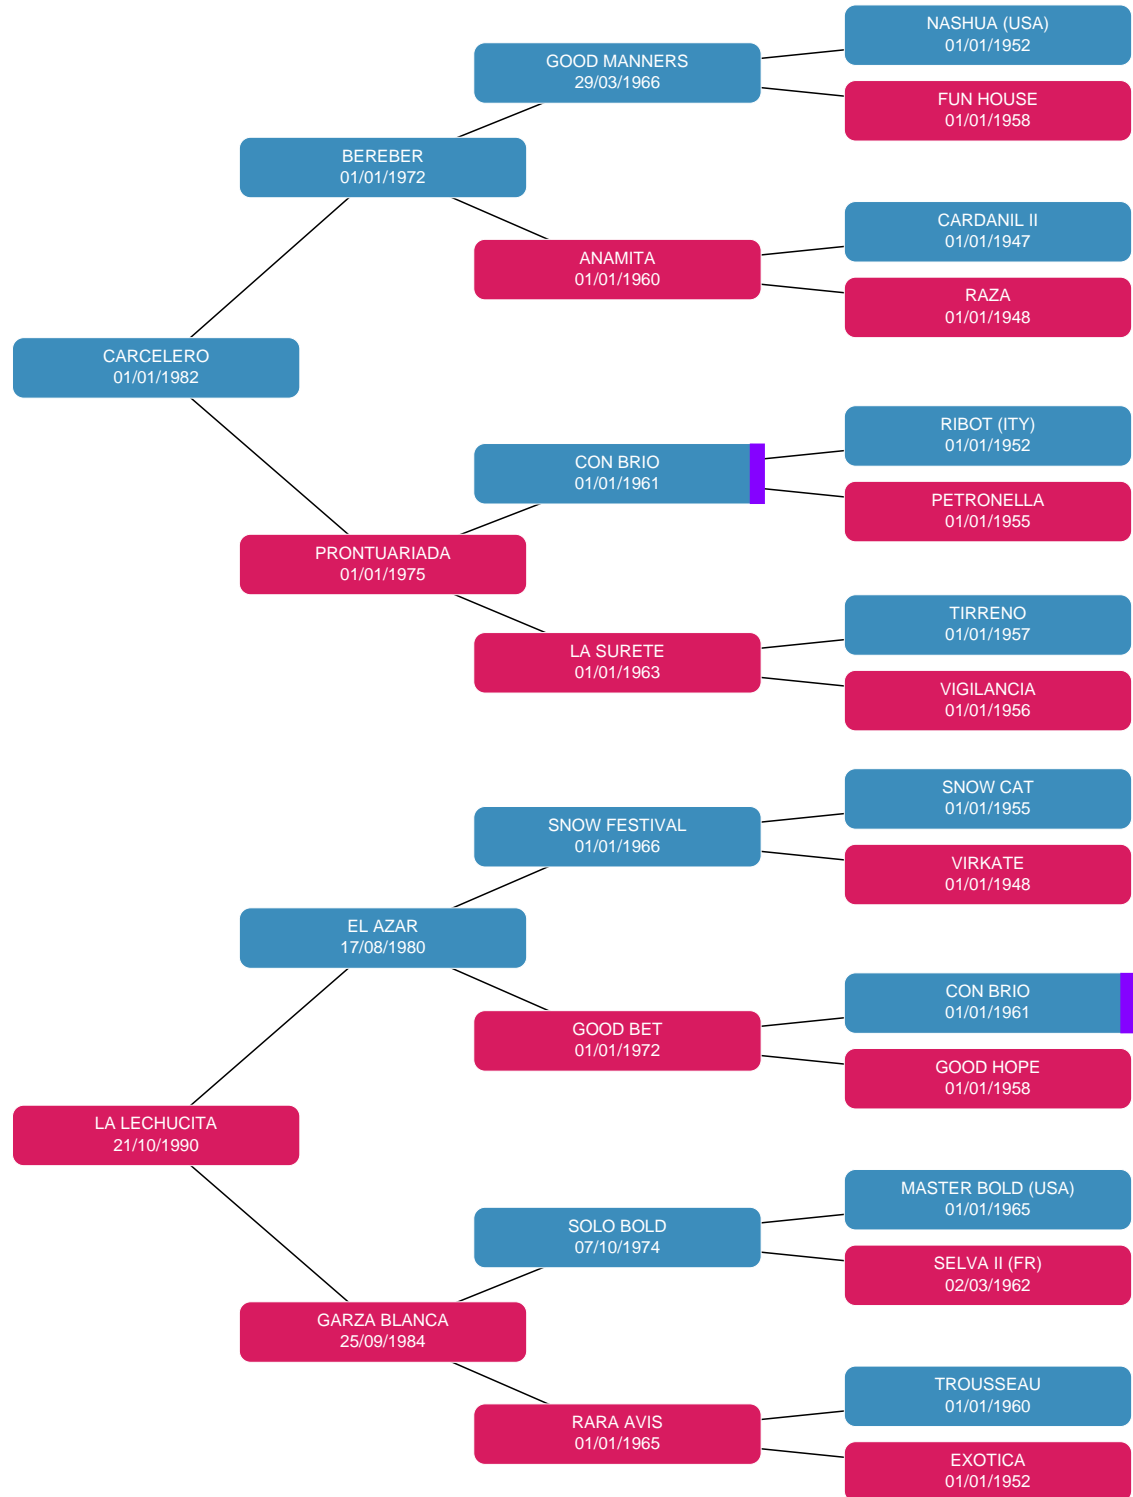 NASHUA (USA)
01/01/1952
GOOD MANNERS
29/03/1966
FUN HOUSE
01/01/1958
BEREBER
01/01/1972
CARDANIL II
01/01/1947
ANAMITA
01/01/1960
RAZA
01/01/1948
CARCELERO
01/01/1982
RIBOT (ITY)
01/01/1952
CON BRIO
01/01/1961
PETRONELLA
01/01/1955
PRONTUARIADA
01/01/1975
TIRRENO
01/01/1957
LA SURETE
01/01/1963
VIGILANCIA
01/01/1956
SNOW CAT
01/01/1955
SNOW FESTIVAL
01/01/1966
VIRKATE
01/01/1948
EL AZAR
17/08/1980
CON BRIO
01/01/1961
GOOD BET
01/01/1972
GOOD HOPE
01/01/1958
LA LECHUCITA
21/10/1990
MASTER BOLD (USA)
01/01/1965
SOLO BOLD
07/10/1974
SELVA II (FR)
02/03/1962
GARZA BLANCA
25/09/1984
TROUSSEAU
01/01/1960
RARA AVIS
01/01/1965
EXOTICA
01/01/1952